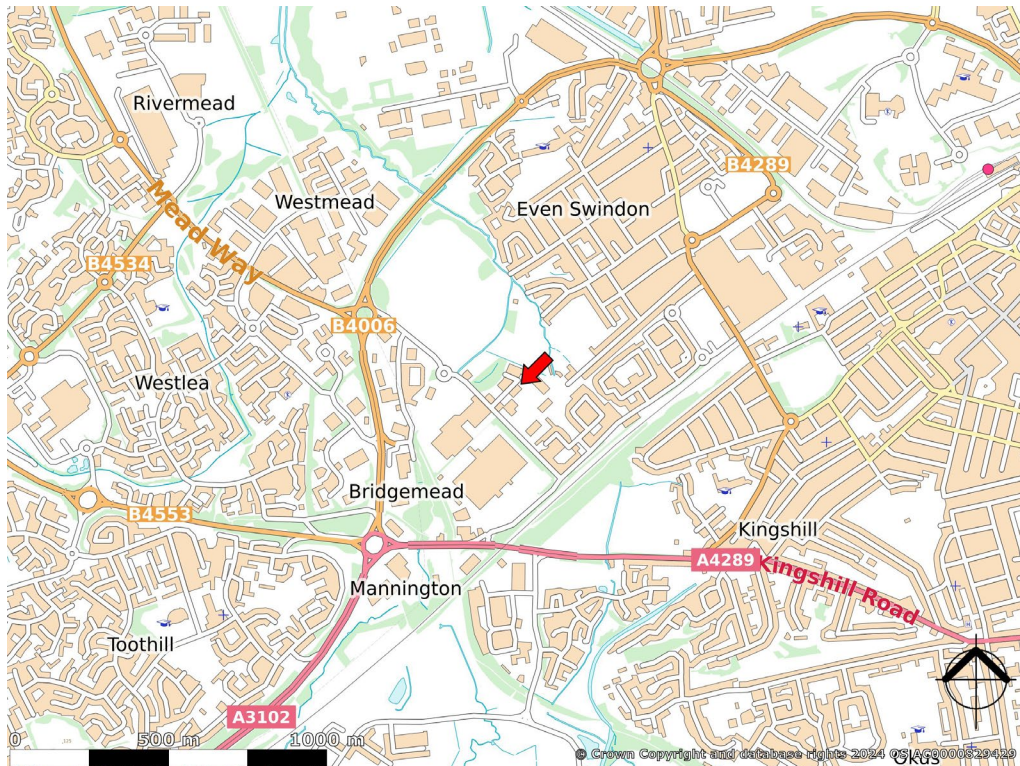 Rivermead
B4289
Westmead
Even Swindon
Mead Way
B4534
B4006
Westlea
Bridgemead
B4553
Kingshill
A4289
Kingshill Road
Mannington
Toothill
A3102
0
500 m
1000 m
© Crown Copyright and database rights 2024 OS AC0000829429
Okus